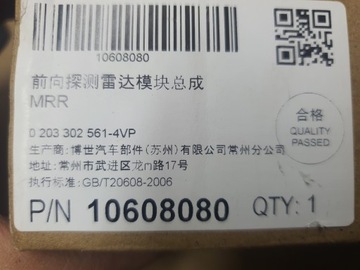 10608080
前向探测雷达模块总成
MRR
合格
QUALITY
PASSED
0 203 302 561-4VP
生产商:博世汽车部件(苏州)有限公司常州分公司
地址:常州市武进区龙n路17号
执行标准:GB/T20608-2006
P/N 10608080 QTY: 1